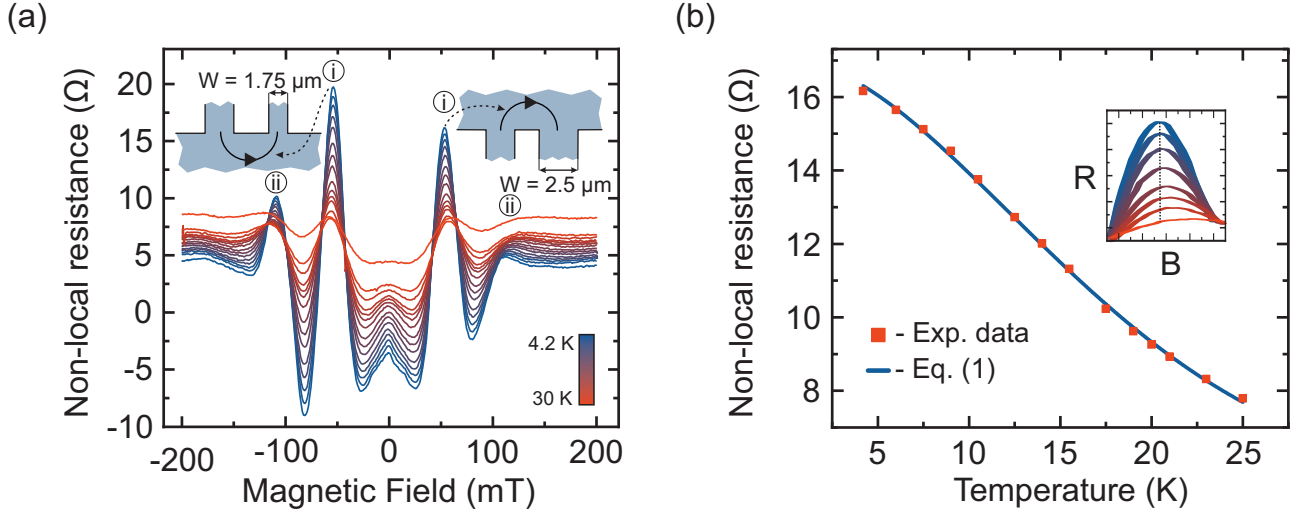 (a)
Non-local resistance (Ω)
20
15
10
5
0
-5
-10
-200
-100
0
100
200
Magnetic Field (mT)
W = 1.75 µm
i
i
ii
W = 2.5 µm
ii
4.2 K
30 K
(b)
Non-local resistance (Ω)
16
14
12
10
8
5
10
15
20
25
Temperature (K)
R
B
- Exp. data
- Eq. (1)